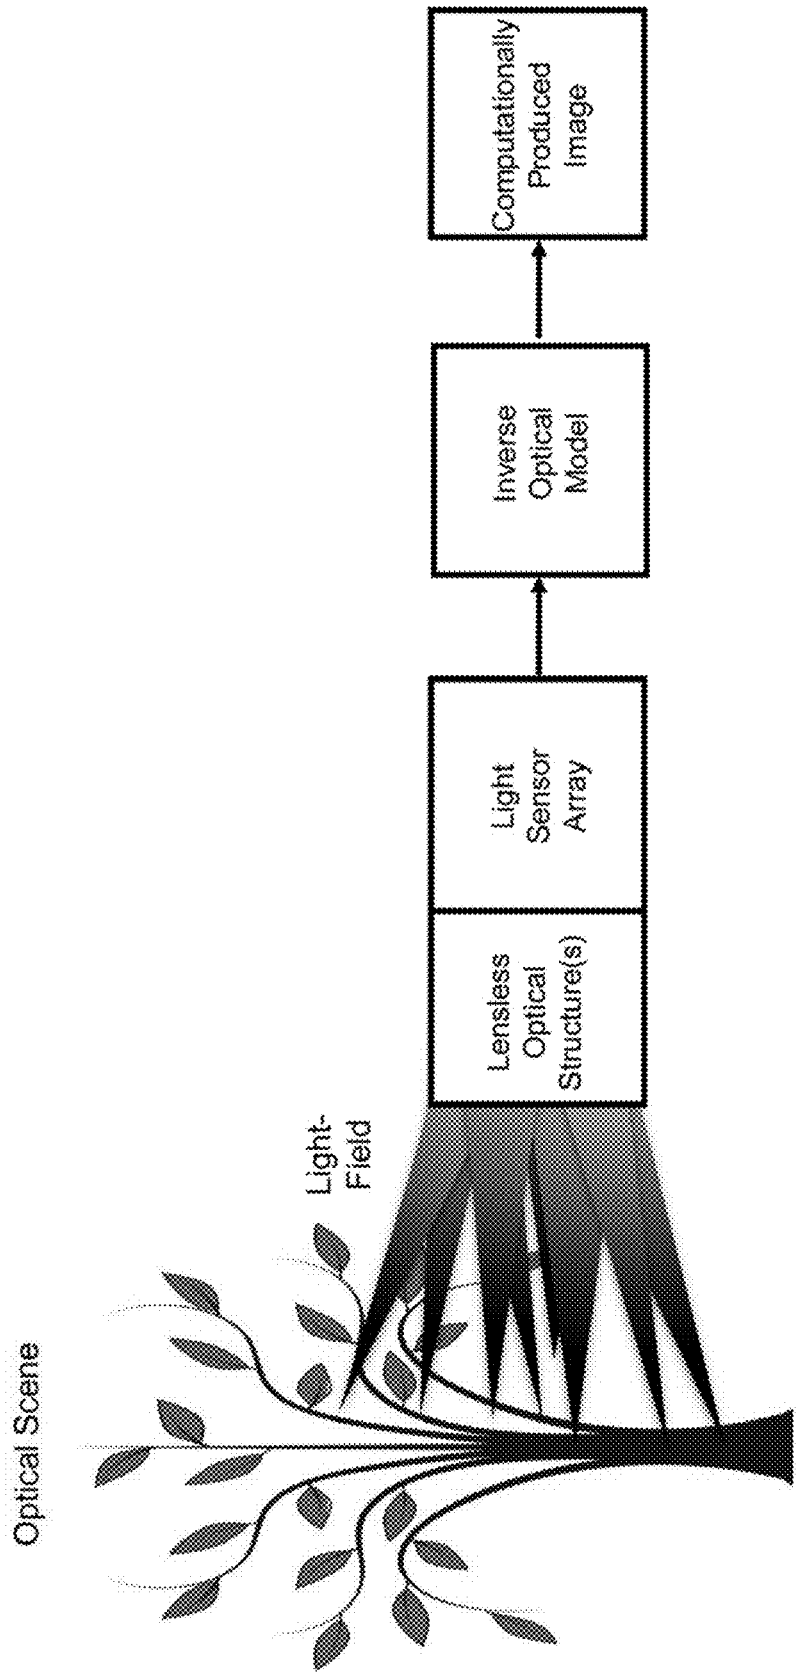 Optical Scene
Light-
Field
Lensless
Optical
Structure(s)
Light
Sensor
Array
Inverse
Optical
Model
Computationally
Produced
Image